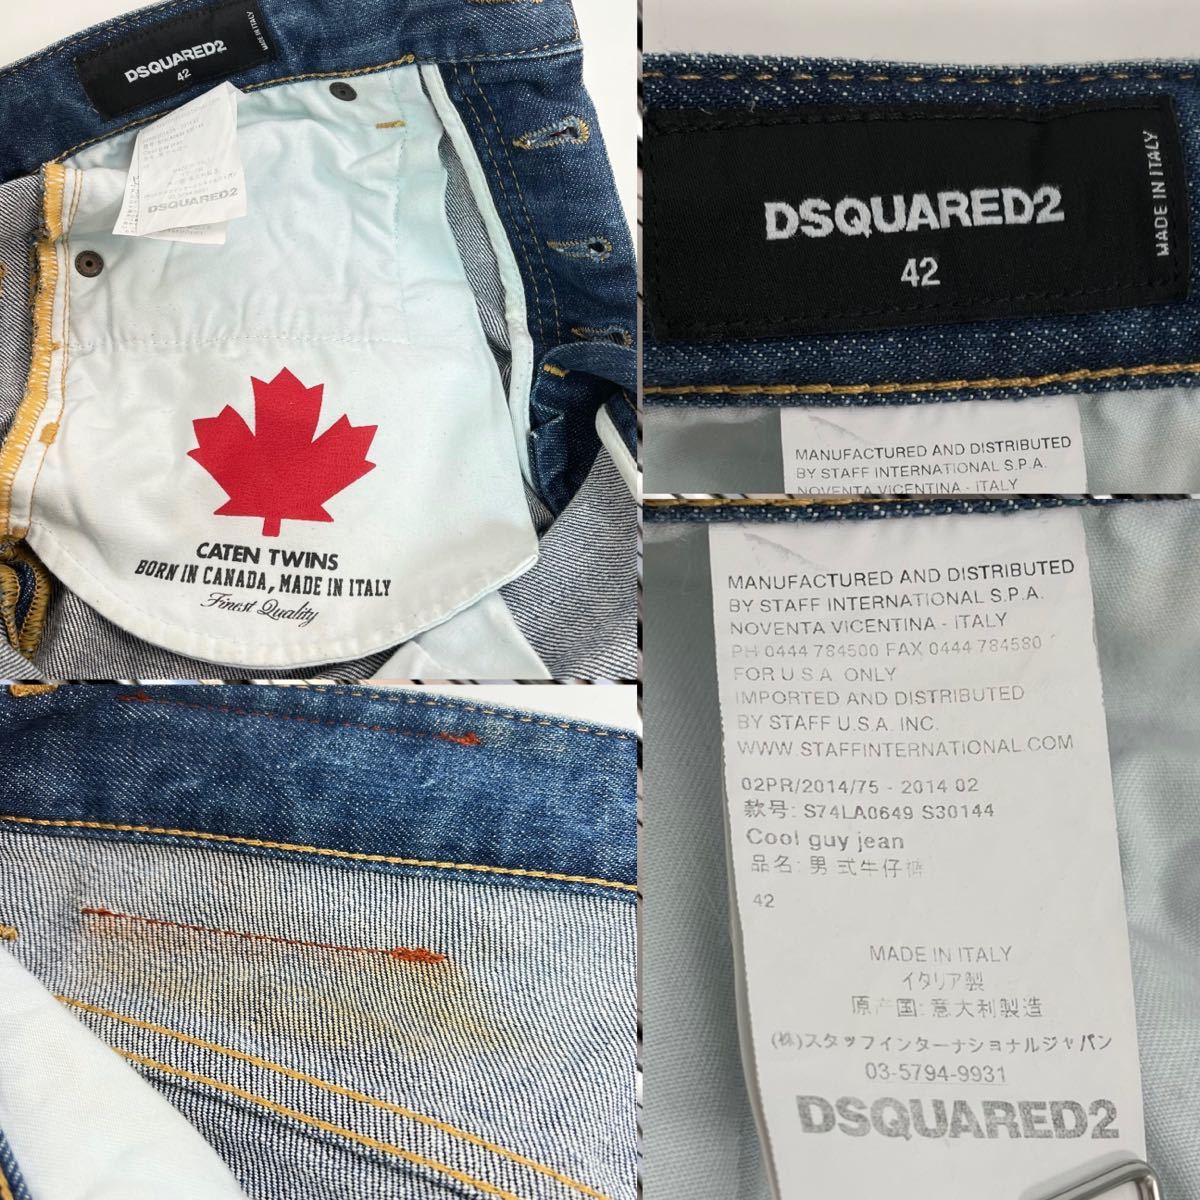 DSQUARED2
42
MADE IN ITALY
DSQUARED2
CATEN TWINS
BORN IN CANADA, MADE IN ITALY
Finest Quality
DSQUARED2
42
MADE IN ITALY
MANUFACTURED AND DISTRIBUTED
BY STAFF INTERNATIONAL S.P.A.
NOVENTA VICENTINA - ITALY
MANUFACTURED AND DISTRIBUTED
BY STAFF INTERNATIONAL S.P.A.
NOVENTA VICENTINA - ITALY
PH 0444 784500 FAX 0444 784580
FOR U.S.A. ONLY
IMPORTED AND DISTRIBUTED
BY STAFF U.S.A. INC.
WWW.STAFFINTERNATIONAL.COM
02PR/2014/75 - 2014 02
款号: S74LA0649 S30144
Cool guy jean
品名: 男式牛仔裤
42
MADE IN ITALY
イタリア製
原产国: 意大利製造
(株)スタッフインターナショナルジャパン
03-5794-9931
DSQUARED2